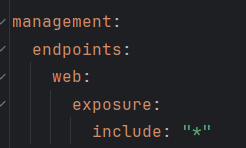 management:
  endpoints:
    web:
      exposure:
        include: "*"